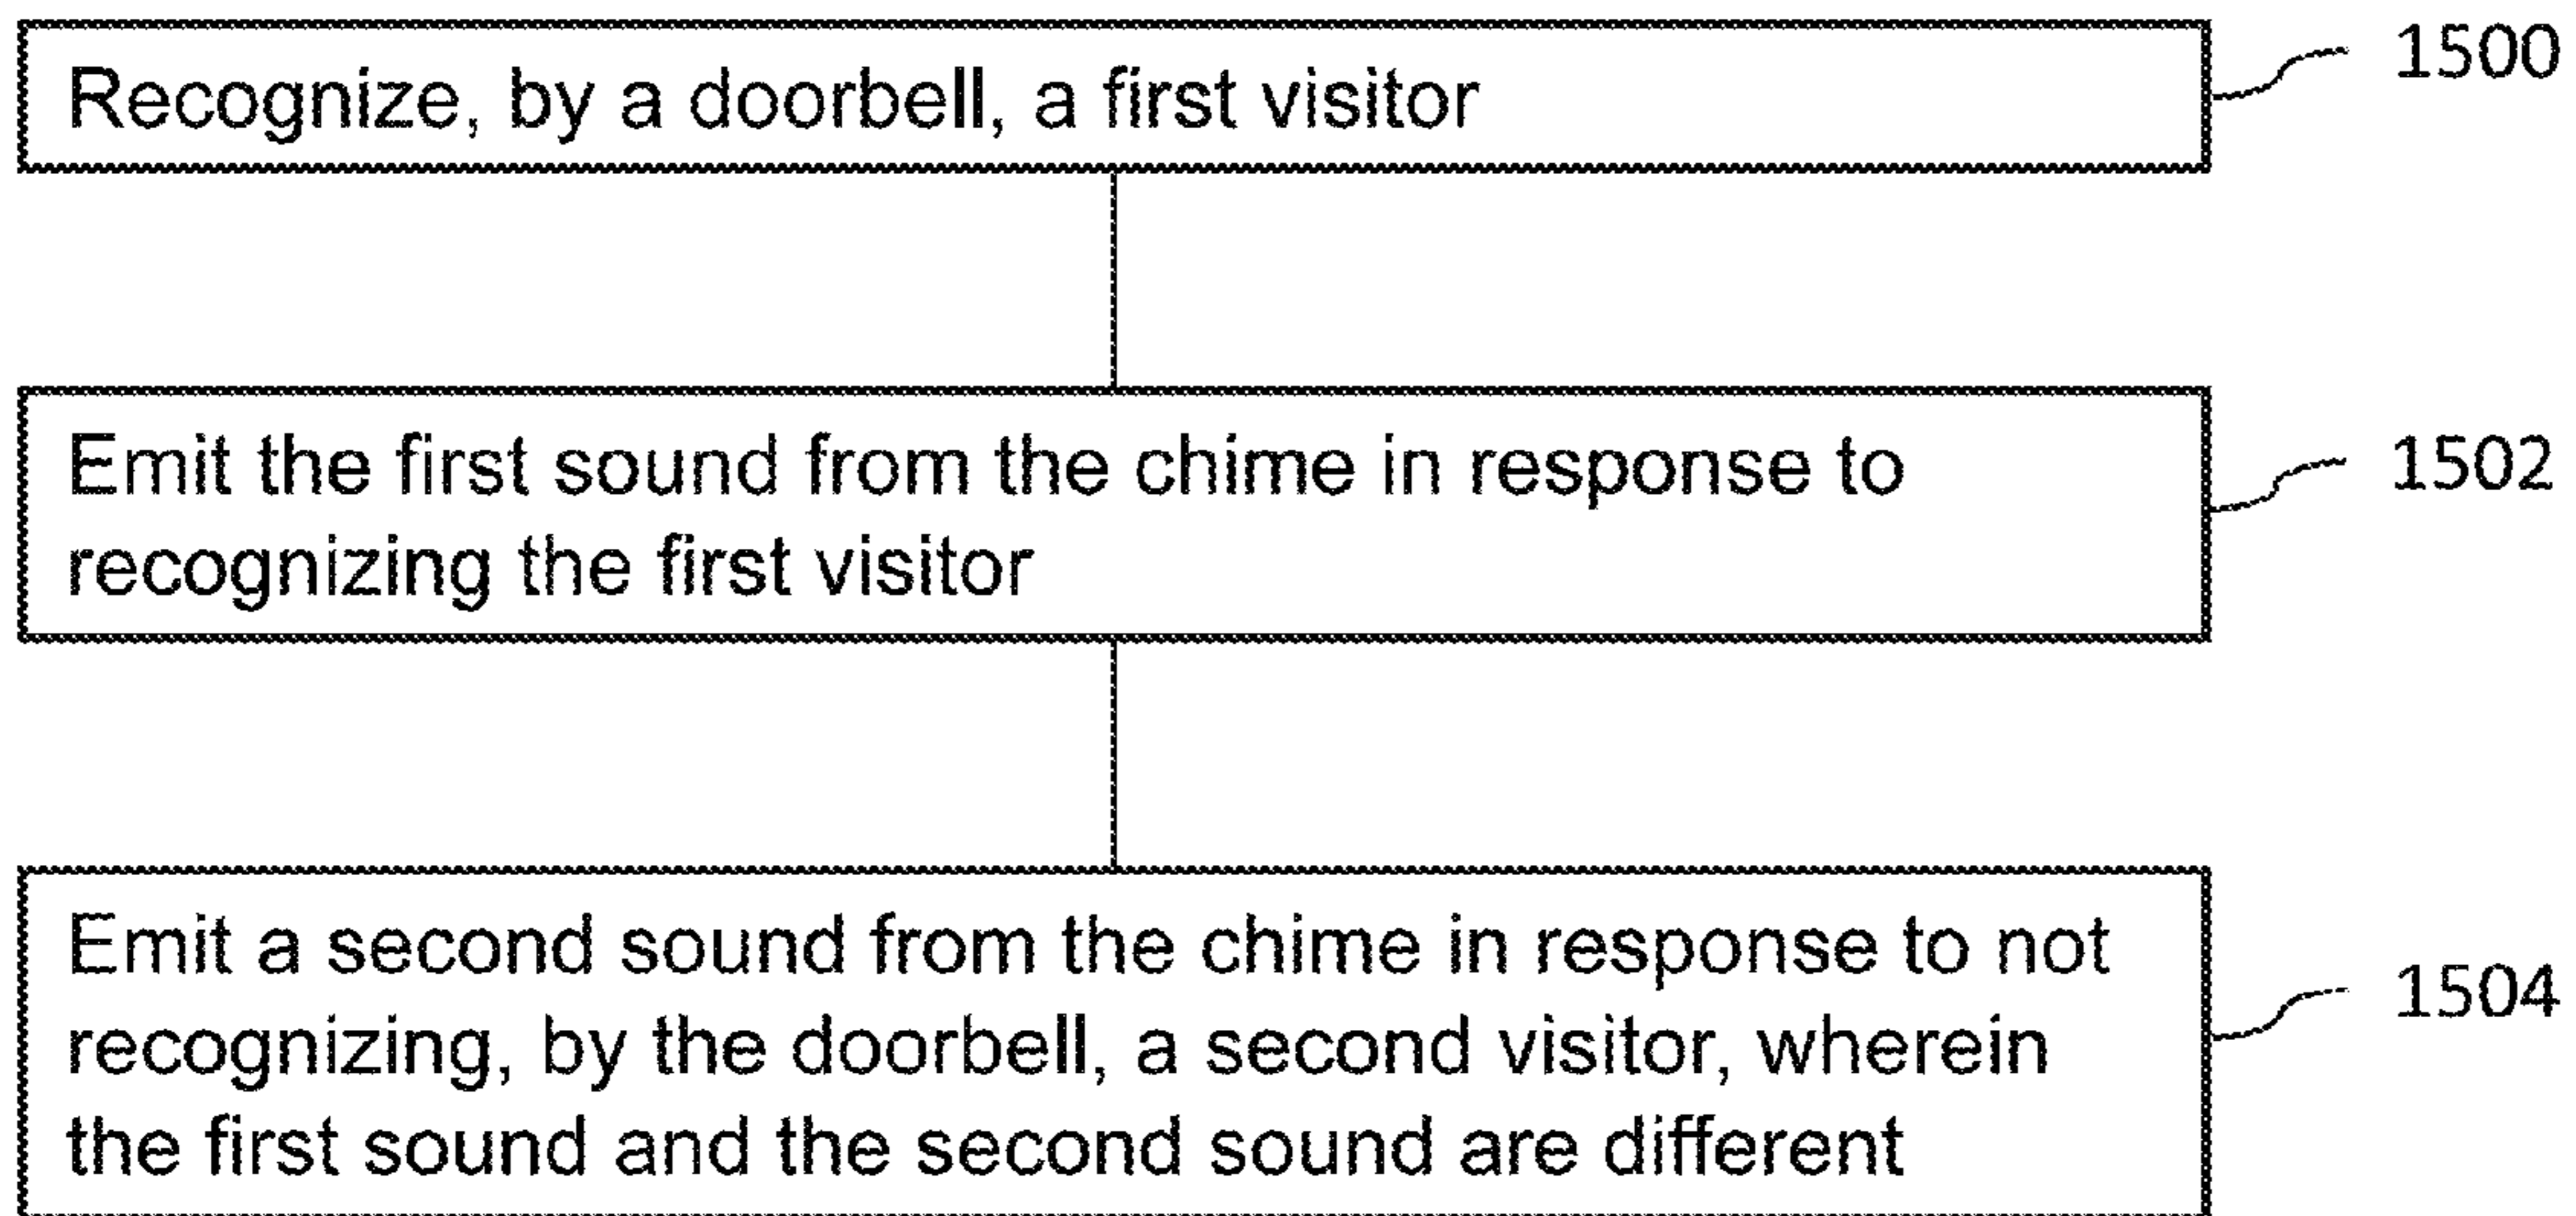 Recognize, by a doorbell, a first visitor
1500
Emit the first sound from the chime in response to
recognizing the first visitor
1502
Emit a second sound from the chime in response to not
recognizing, by the doorbell, a second visitor, wherein
the first sound and the second sound are different
1504